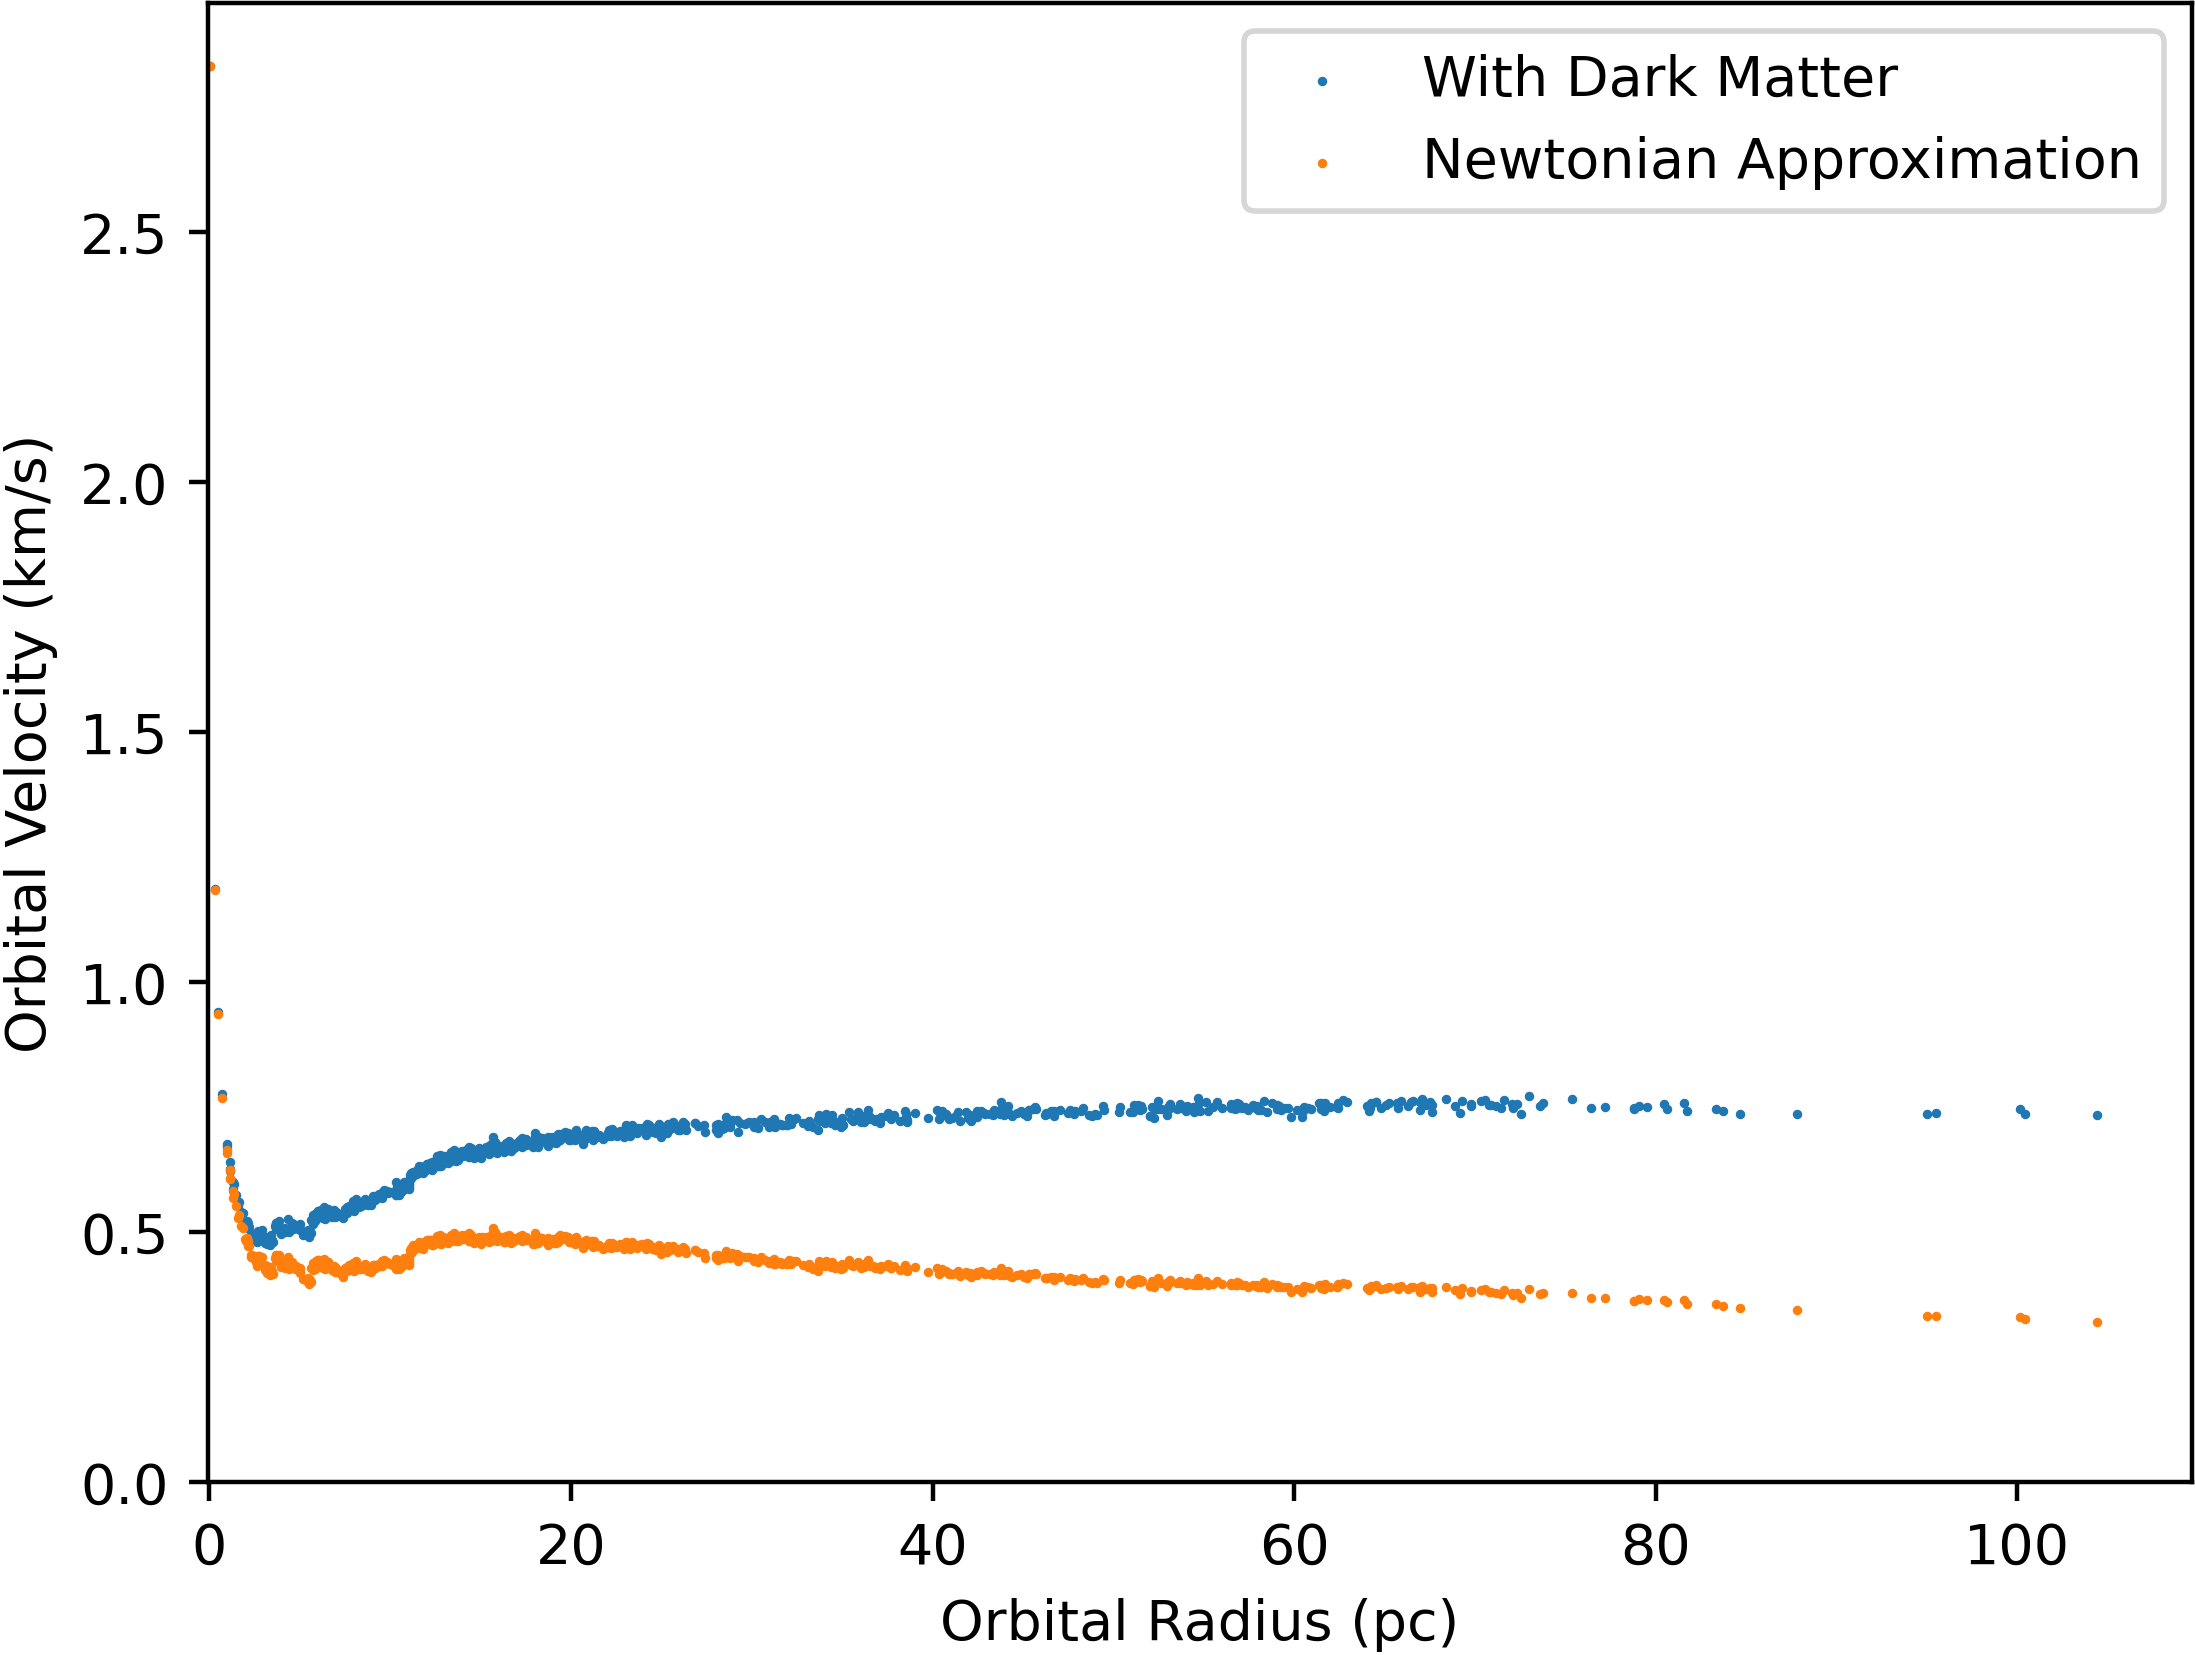 With Dark Matter
Newtonian Approximation
2.5
2.0
1.5
1.0
0.5
0.0
Orbital Velocity (km/s)
0 20 40 60 80 100
Orbital Radius (pc)